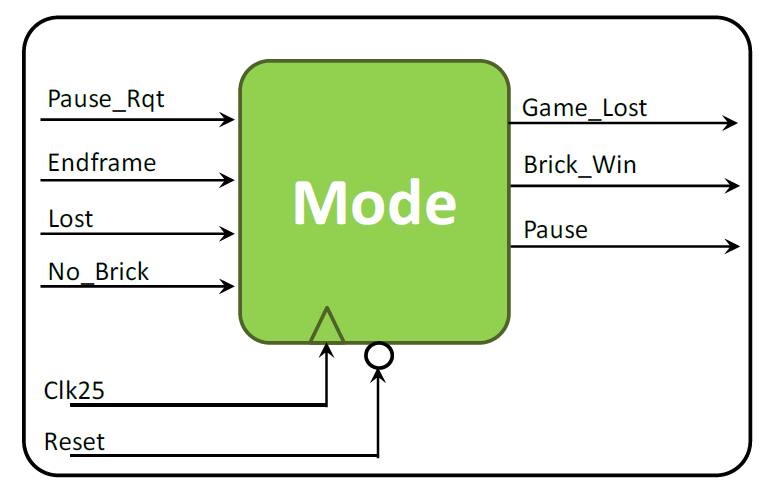 Pause_Rqt
Endframe
Lost
No_Brick
Mode
Game_Lost
Brick_Win
Pause
Clk25
Reset